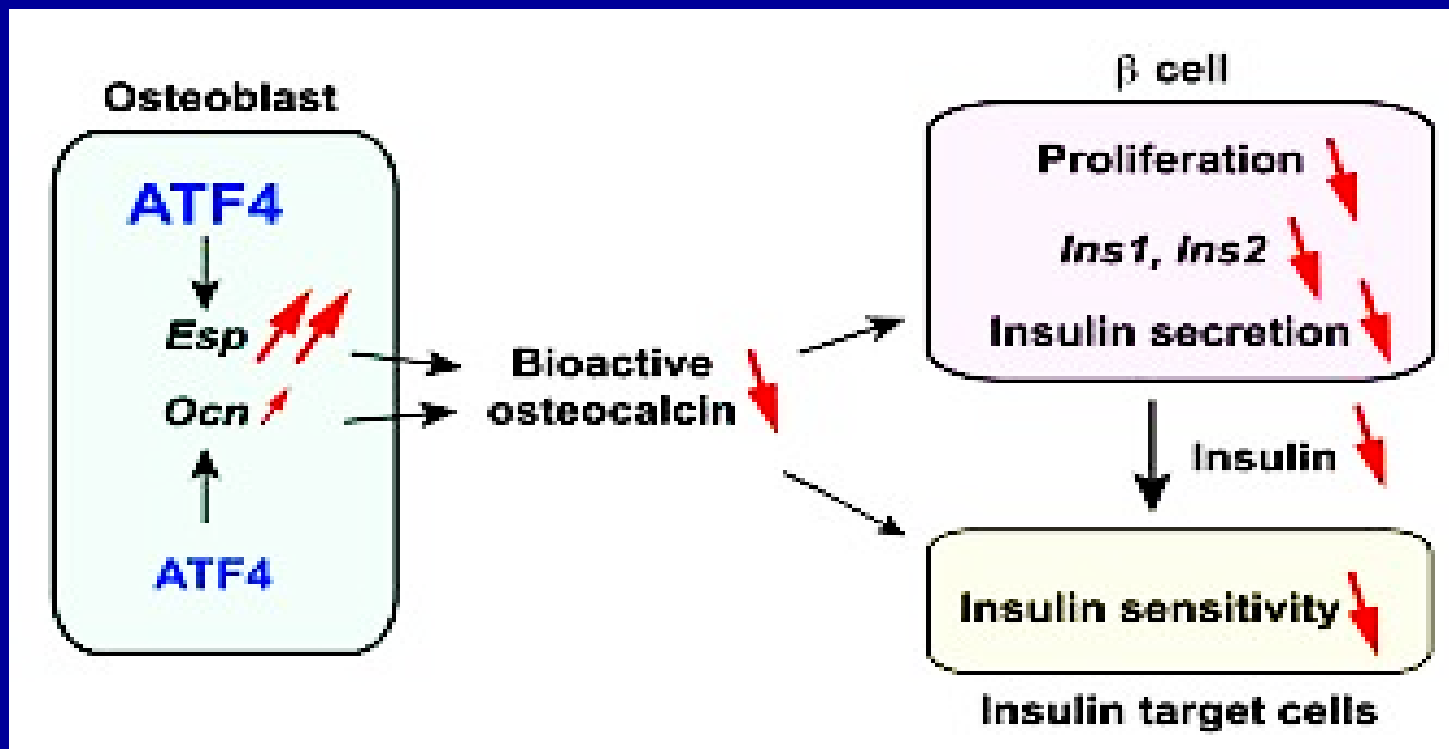 Osteoblast
ATF4
Esp
Ocn
ATF4
Bioactive
osteocalcin
β cell
Proliferation
Ins1, Ins2
Insulin secretion
Insulin
Insulin sensitivity
Insulin target cells